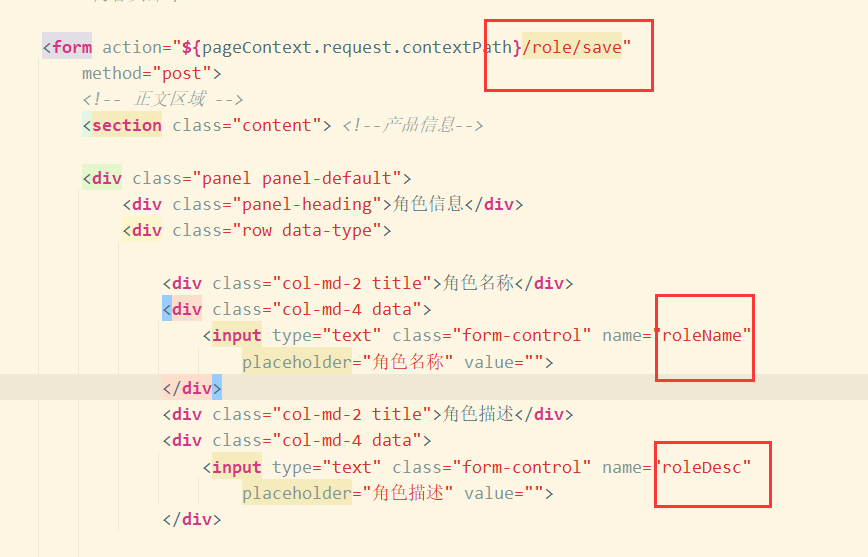 <form action="${pageContext.request.contextPath}/role/save"
method="post">
<!-- 正文区域 -->
<section class="content"> <!--产品信息-->
<div class="panel panel-default">
<div class="panel-heading">角色信息</div>
<div class="row data-type">
<div class="col-md-2 title">角色名称</div>
<div class="col-md-4 data">
<input type="text" class="form-control" name="roleName"
placeholder="角色名称" value="">
</div>
<div class="col-md-2 title">角色描述</div>
<div class="col-md-4 data">
<input type="text" class="form-control" name="roleDesc"
placeholder="角色描述" value="">
</div>